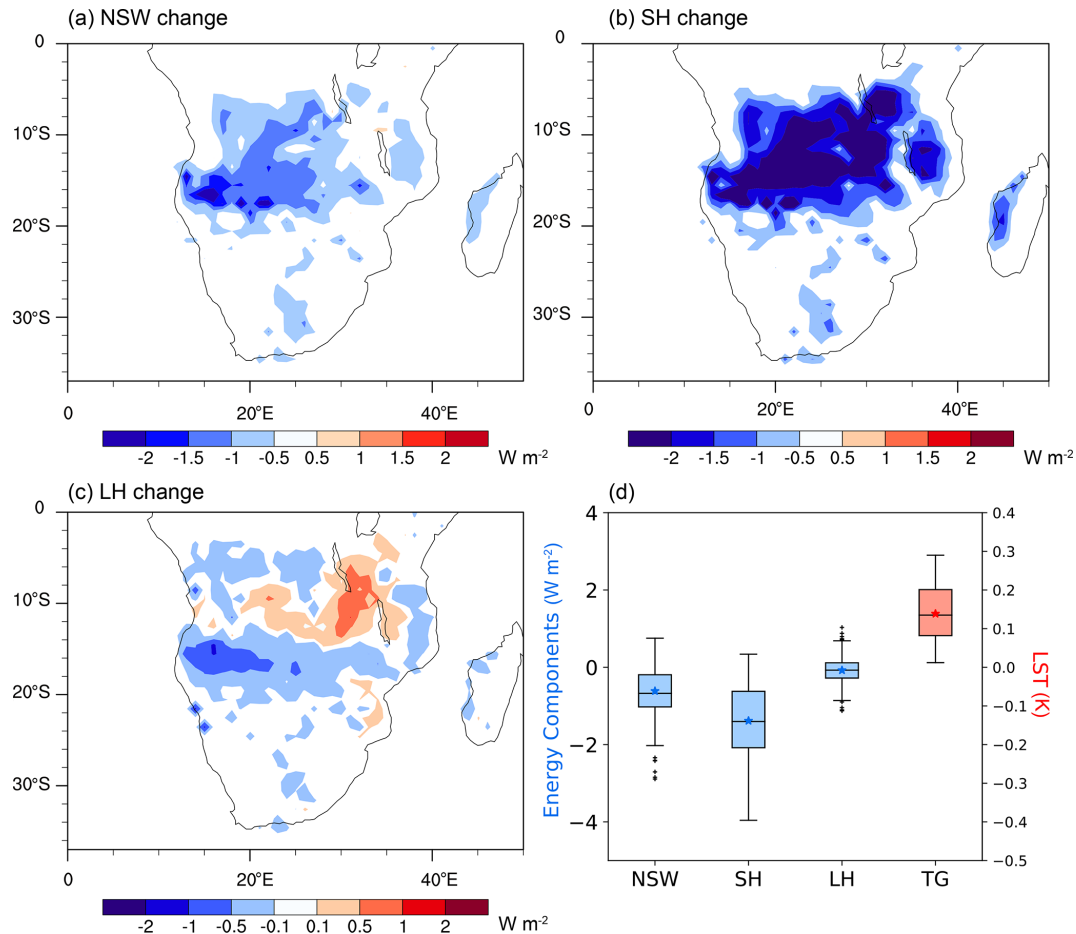 (a) NSW change
(b) SH change
0
10°S
20°S
30°S
0
20°E
40°E
-2 -1.5 -1 -0.5 0.5 1 1.5 2 W m-2
0
10°S
20°S
30°S
0
20°E
40°E
-2 -1.5 -1 -0.5 0.5 1 1.5 2 W m-2
(c) LH change
(d)
0
10°S
20°S
30°S
0
20°E
40°E
-2 -1 -0.5 -0.1 0.1 0.5 1 2 W m-2
Energy Components (W m-2)
4
2
0
−2
−4
NSW SH LH TG
0.4
0.3
0.2
0.1
0.0
−0.1
−0.2
−0.3
−0.4
−0.5
LST (K)